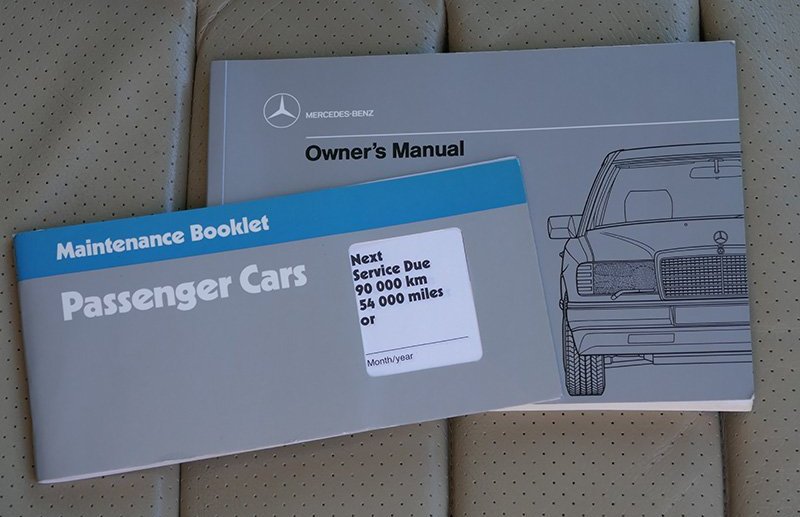 MERCEDES-BENZ
Owner's Manual
Maintenance Booklet
Passenger Cars
Next
Service Due
90 000 km
54 000 miles
or
Month/year